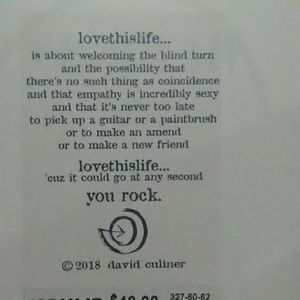 lovethislife...
is about welcoming the blind turn
and the possibility that
there's no such thing as coincidence
and that empathy is incredibly sexy
and that it's never too late
to pick up a guitar or a paintbrush
or to make an amend
or to make a new friend
lovethislife...
'cuz it could go at any second
you rock.
©2018 david culiner
327-60-62